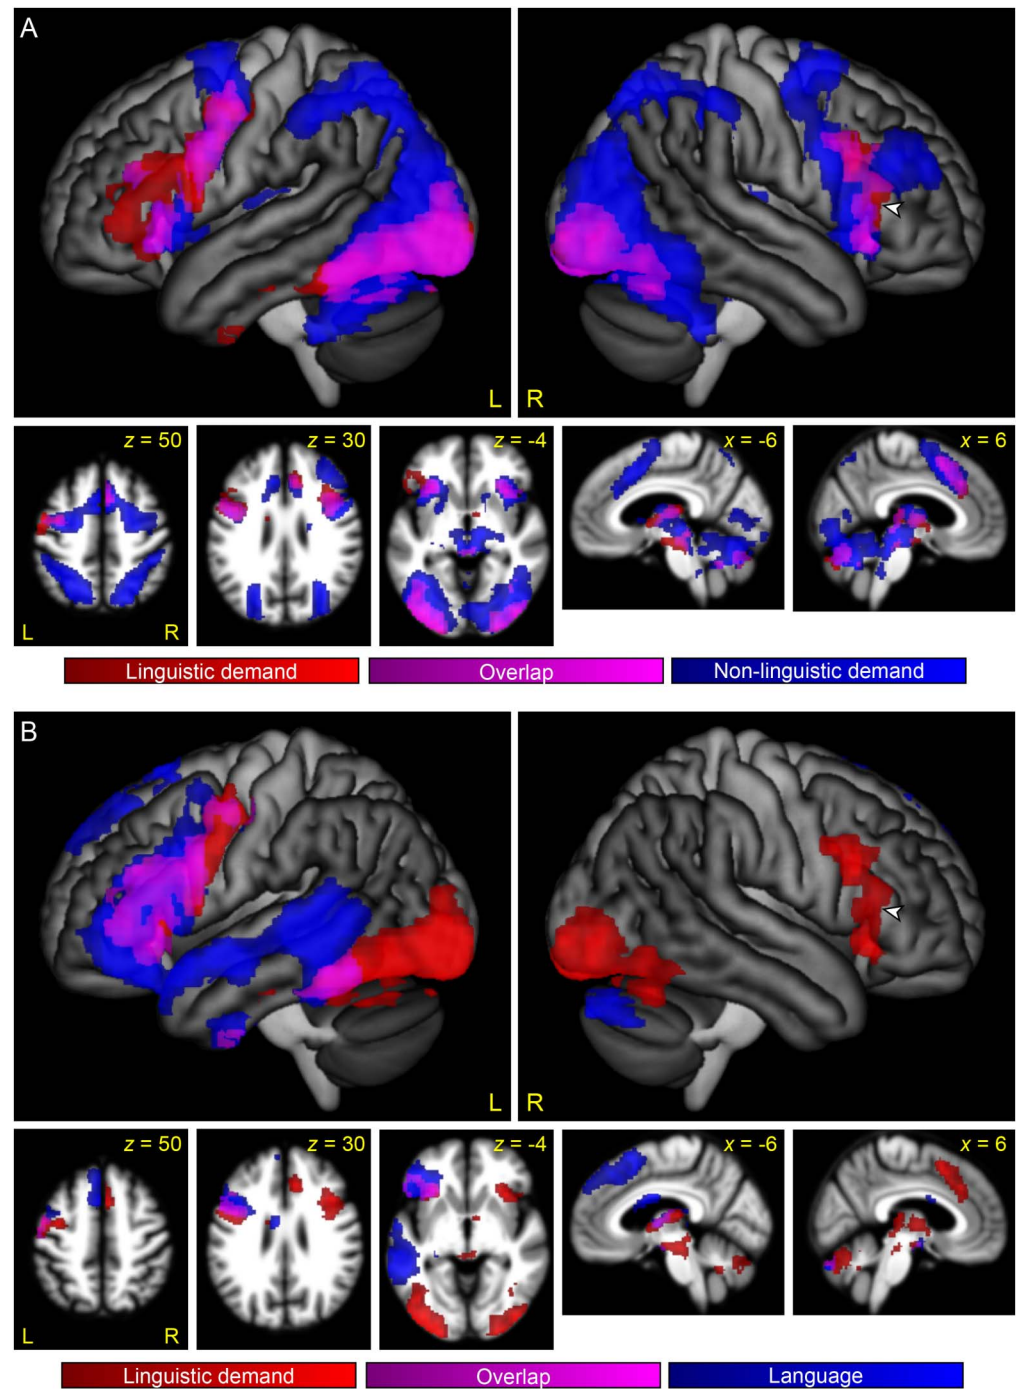 A
L
R
z = 50
z = 30
z = -4
x = -6
x = 6
L
R
Linguistic demand
Overlap
Non-linguistic demand
B
L
R
z = 50
z = 30
z = -4
x = -6
x = 6
L
R
Linguistic demand
Overlap
Language